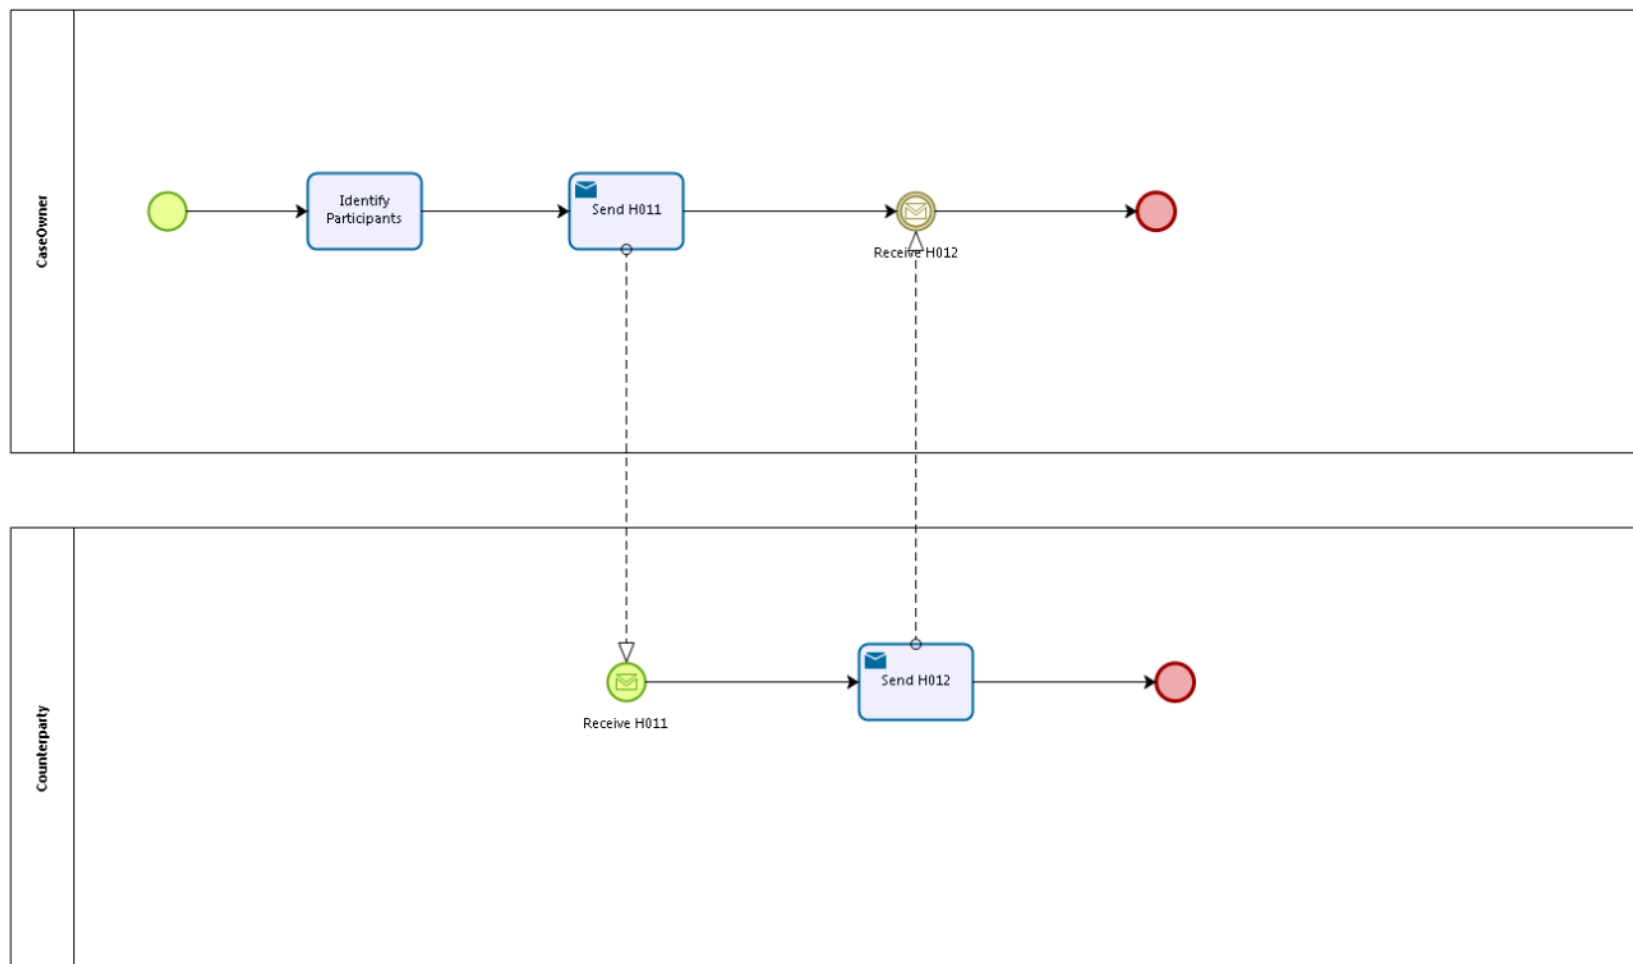 CaseOwner
Identify
Participants
Send H011
Receive H012
Counterparty
Receive H011
Send H012